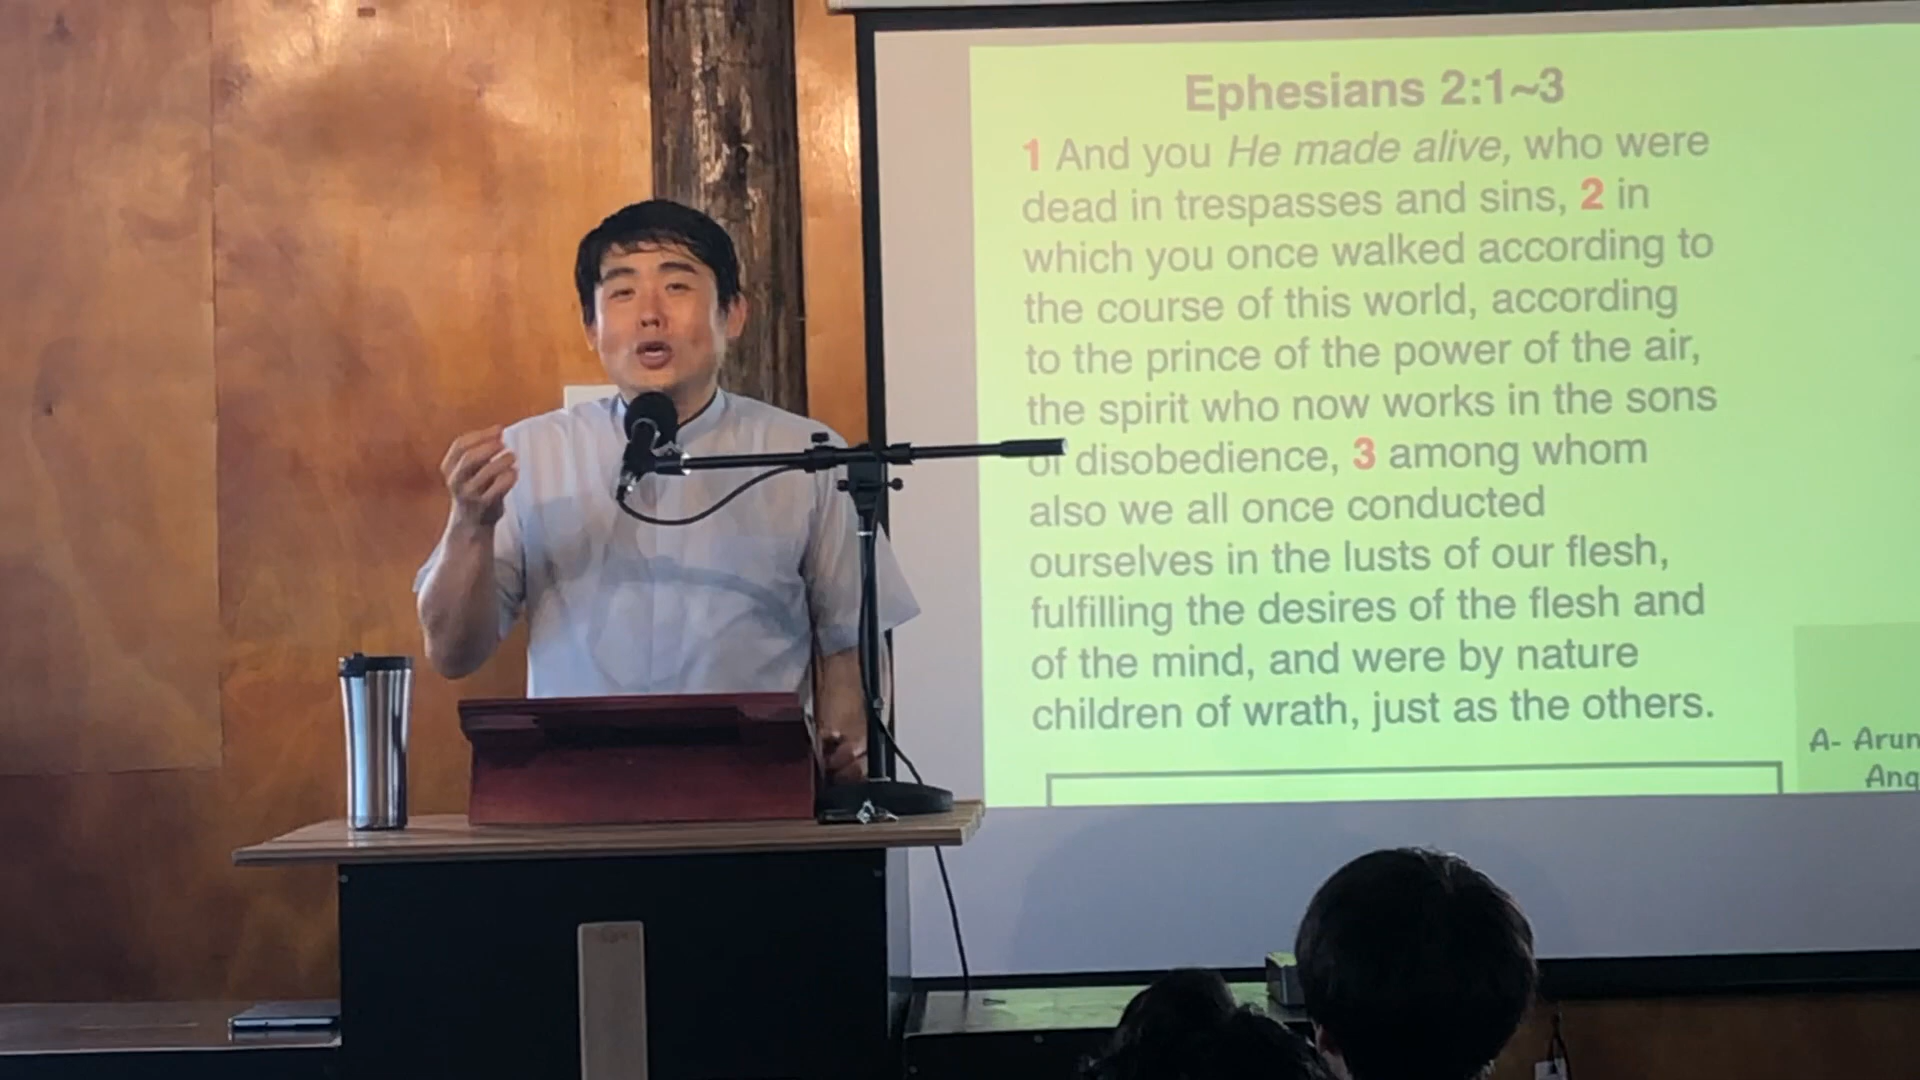 Ephesians 2:1~3
1 And you He made alive, who were
dead in trespasses and sins, 2 in
which you once walked according to
the course of this world, according
to the prince of the power of the air,
the spirit who now works in the sons
of disobedience, 3 among whom
also we all once conducted
ourselves in the lusts of our flesh,
fulfilling the desires of the flesh and
of the mind, and were by nature
children of wrath, just as the others.
A- Arun
Ang